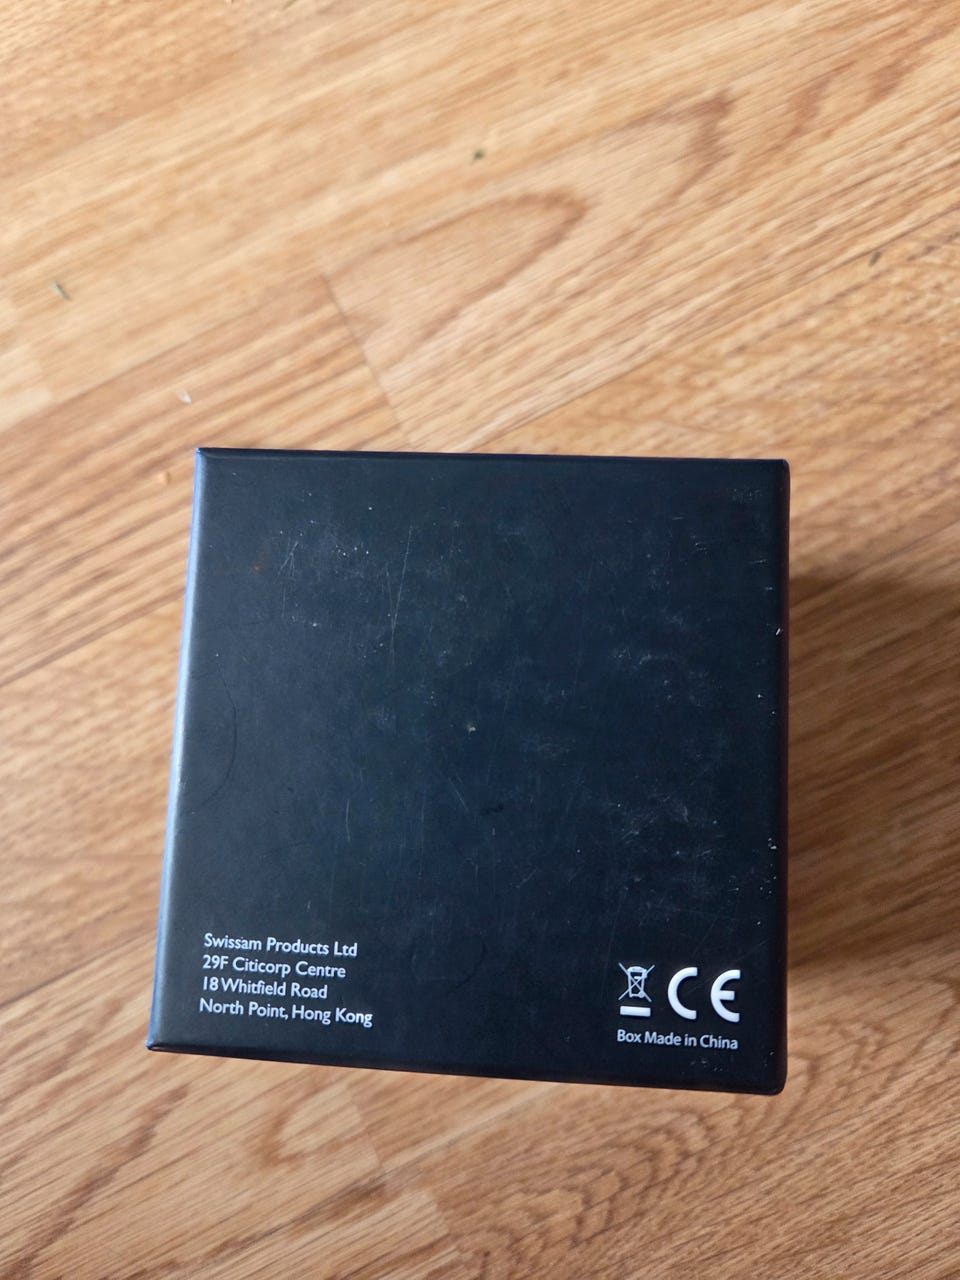 Swissam Products Ltd
29F Citicorp Centre
18 Whitfield Road
North Point, Hong Kong
CE
Box Made in China